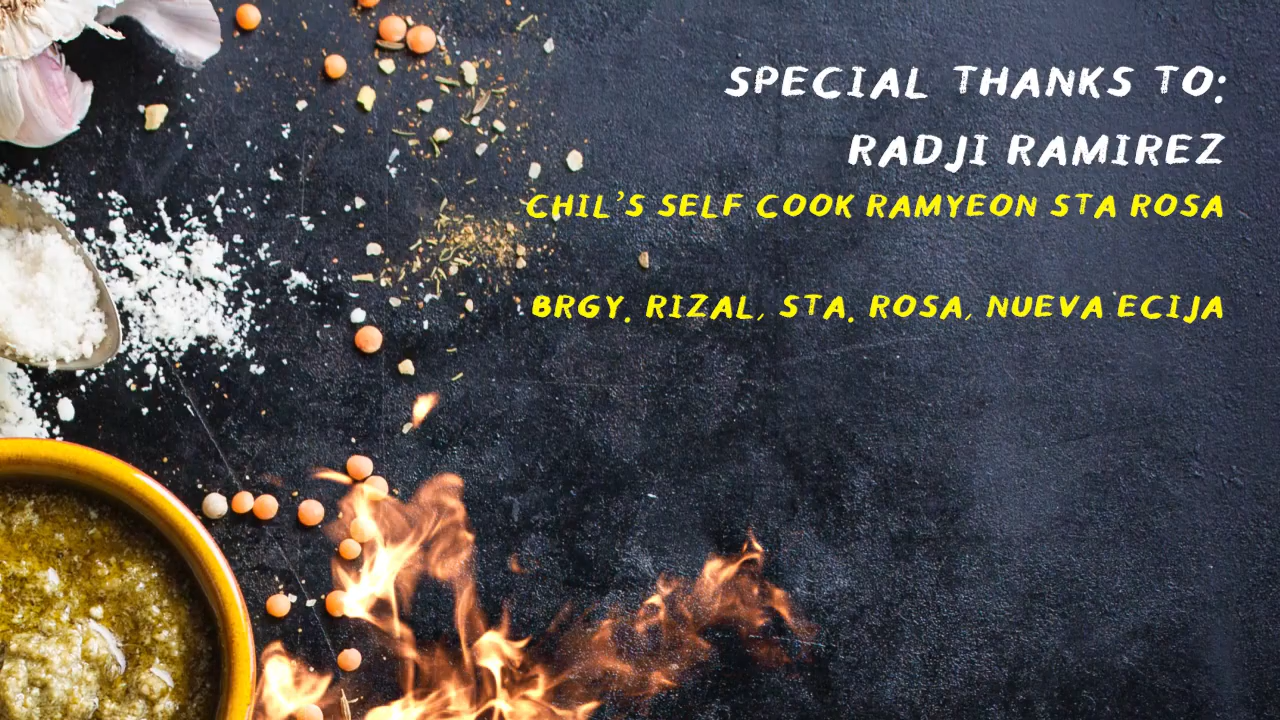 SPECIAL THANKS TO:
RADJI RAMIREZ
CHIL'S SELF COOK RAMYEON STA ROSA
BRGY. RIZAL, STA. ROSA, NUEVA ECIJA